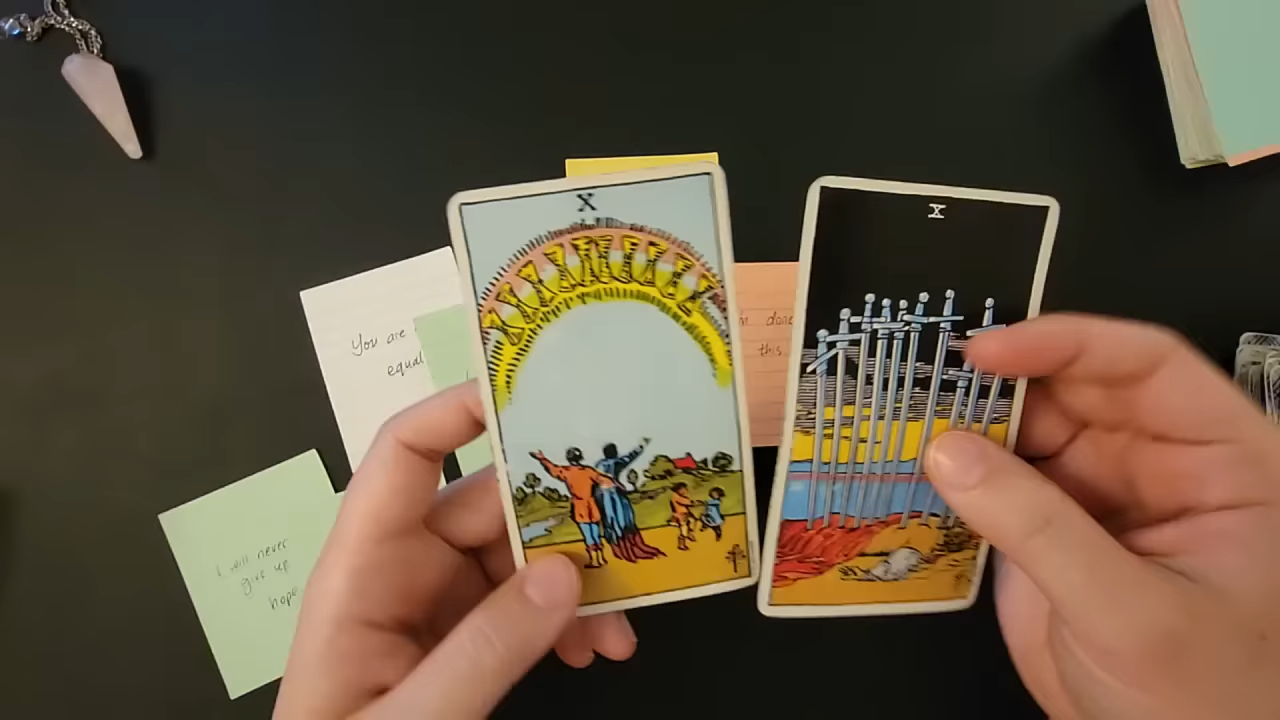 X
X
You are
equal
h done
this
I will never
give up
hope